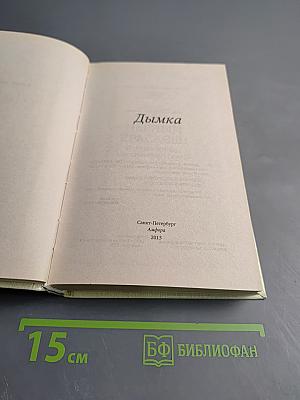 Дымка
Санкт-Петербург
Амфора
2013
15 см
БФ БИБЛИОФАН